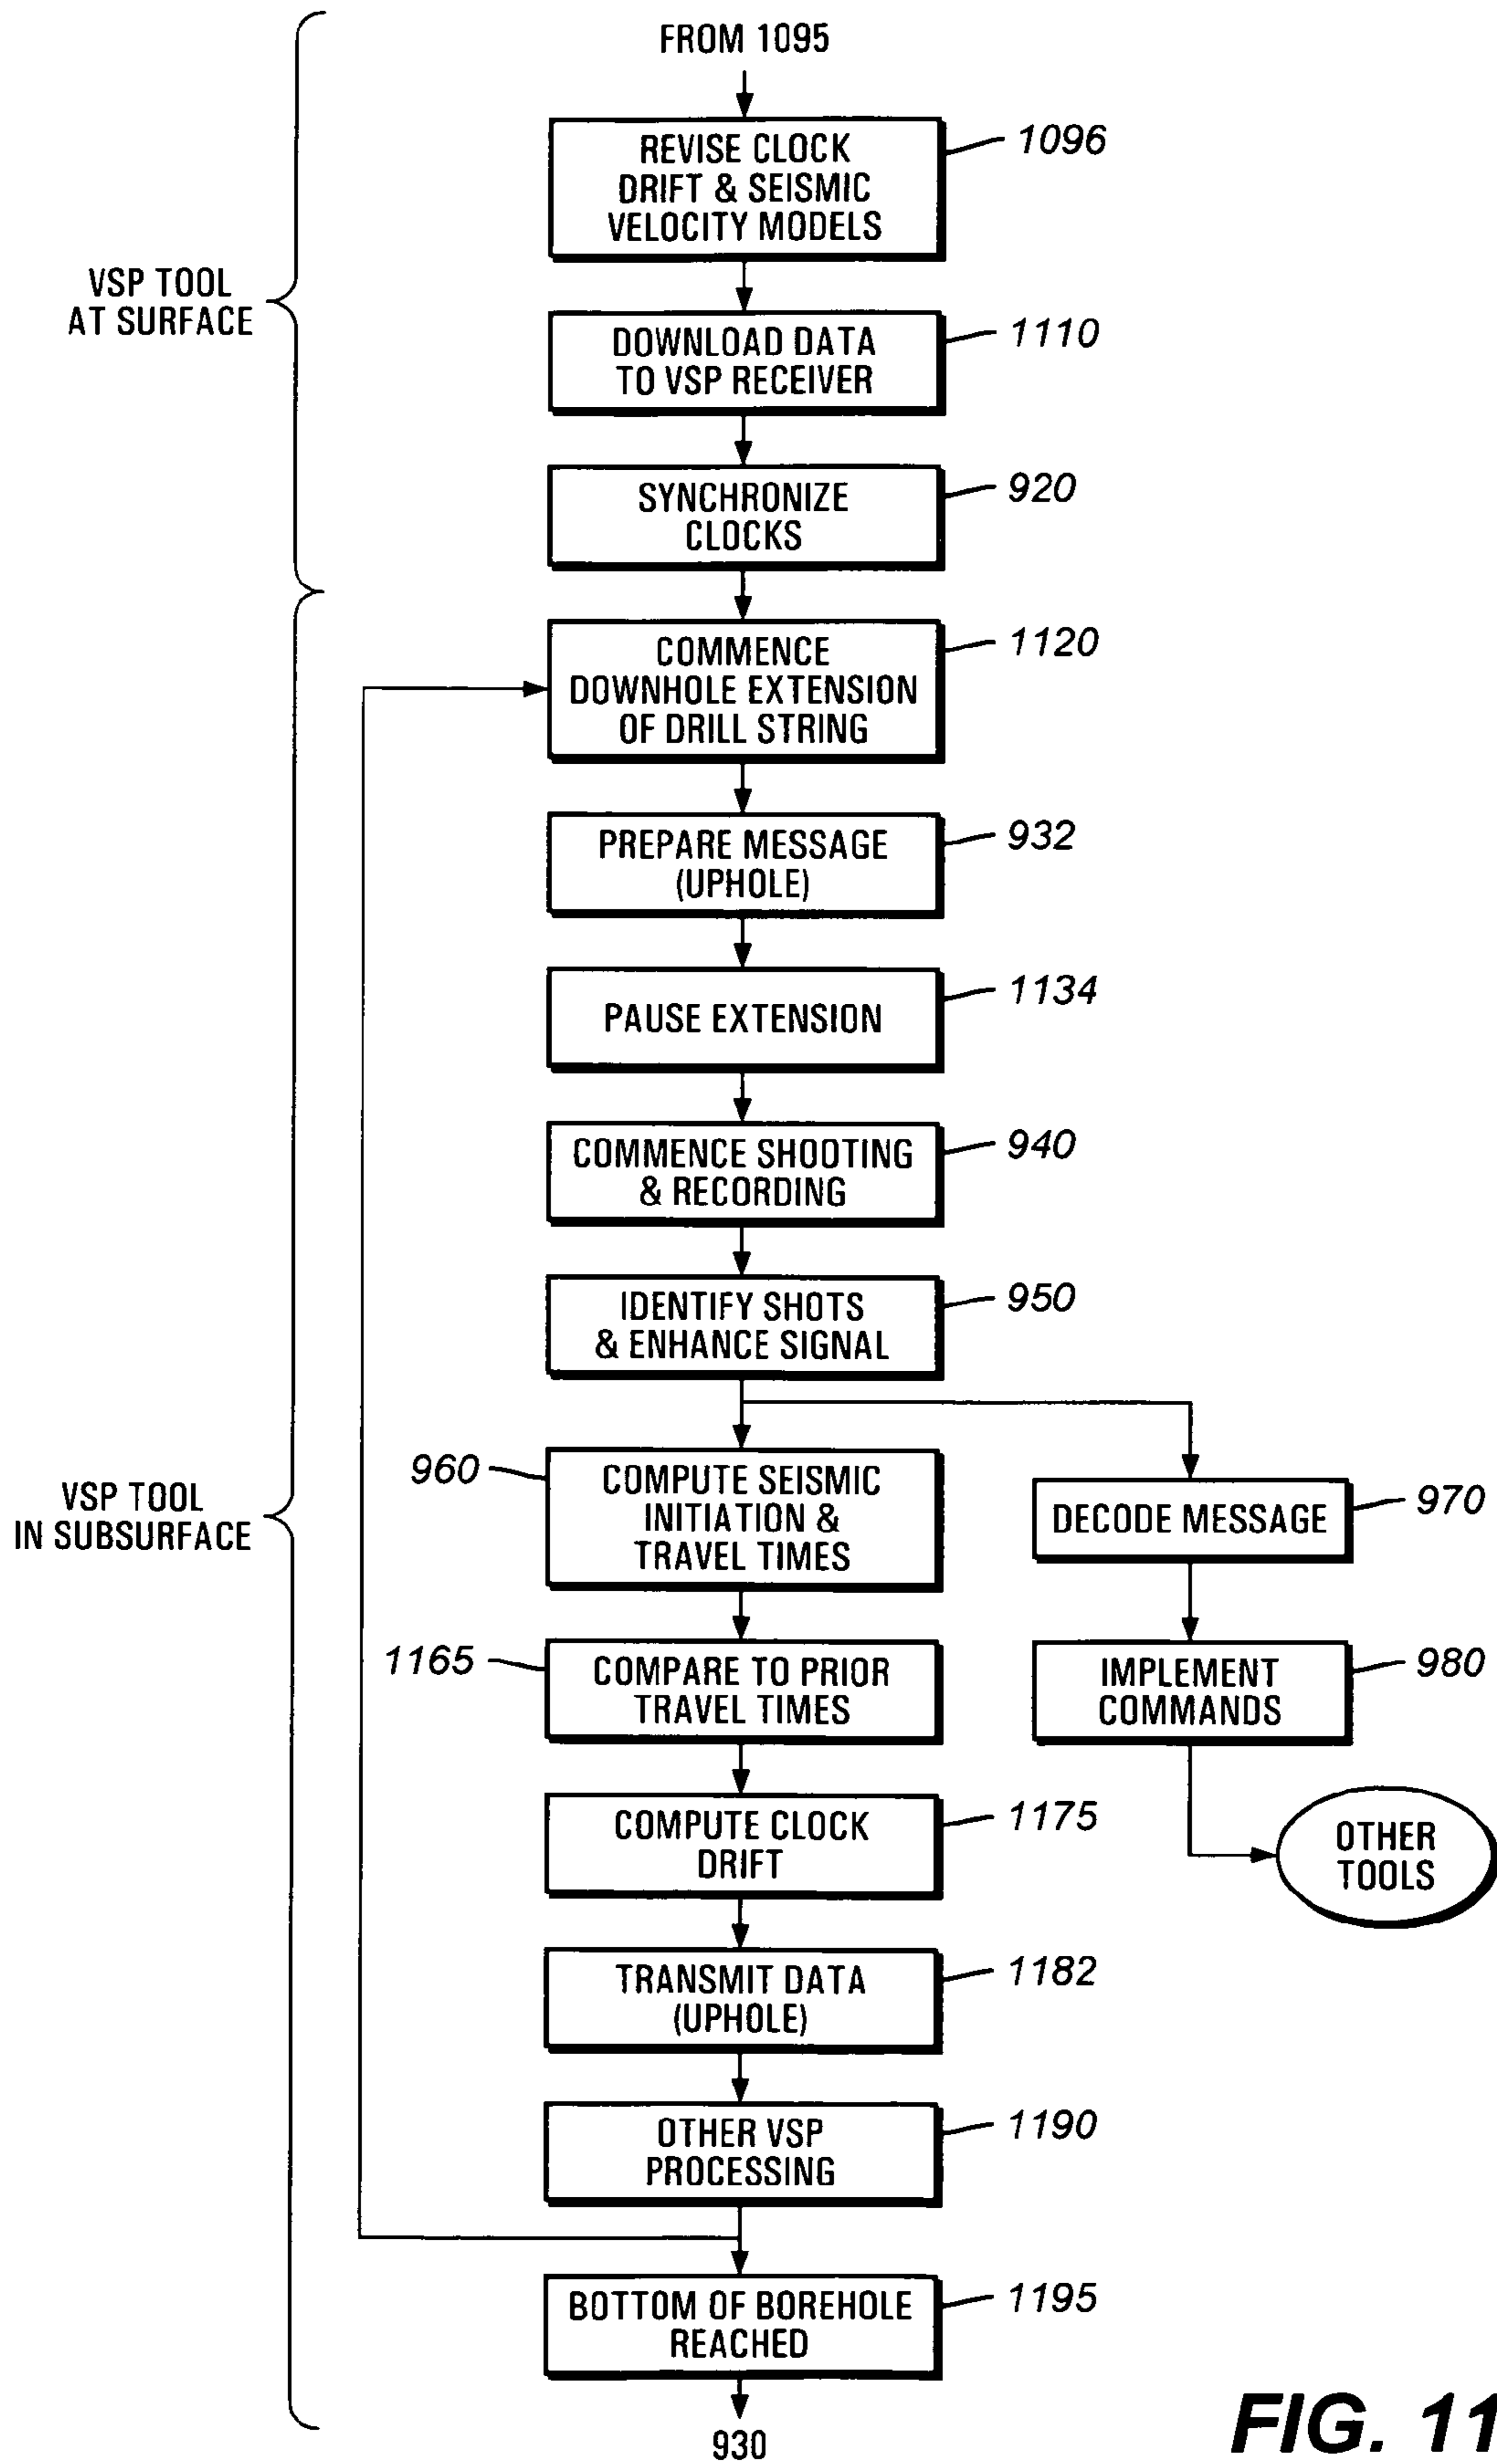 FROM 1095
REVISE CLOCK
DRIFT & SEISMIC
VELOCITY MODELS
1096
VSP TOOL
AT SURFACE
DOWNLOAD DATA
TO VSP RECEIVER
1110
SYNCHRONIZE
CLOCKS
920
COMMENCE
DOWNHOLE EXTENSION
OF DRILL STRING
1120
PREPARE MESSAGE
(UPHOLE)
932
PAUSE EXTENSION
1134
COMMENCE SHOOTING
& RECORDING
940
IDENTIFY SHOTS
& ENHANCE SIGNAL
950
VSP TOOL
IN SUBSURFACE
960
COMPUTE SEISMIC
INITIATION &
TRAVEL TIMES
DECODE MESSAGE
970
1165
COMPARE TO PRIOR
TRAVEL TIMES
IMPLEMENT
COMMANDS
980
COMPUTE CLOCK
DRIFT
1175
OTHER
TOOLS
TRANSMIT DATA
(UPHOLE)
1182
OTHER VSP
PROCESSING
1190
BOTTOM OF BOREHOLE
REACHED
1195
930
FIG. 11